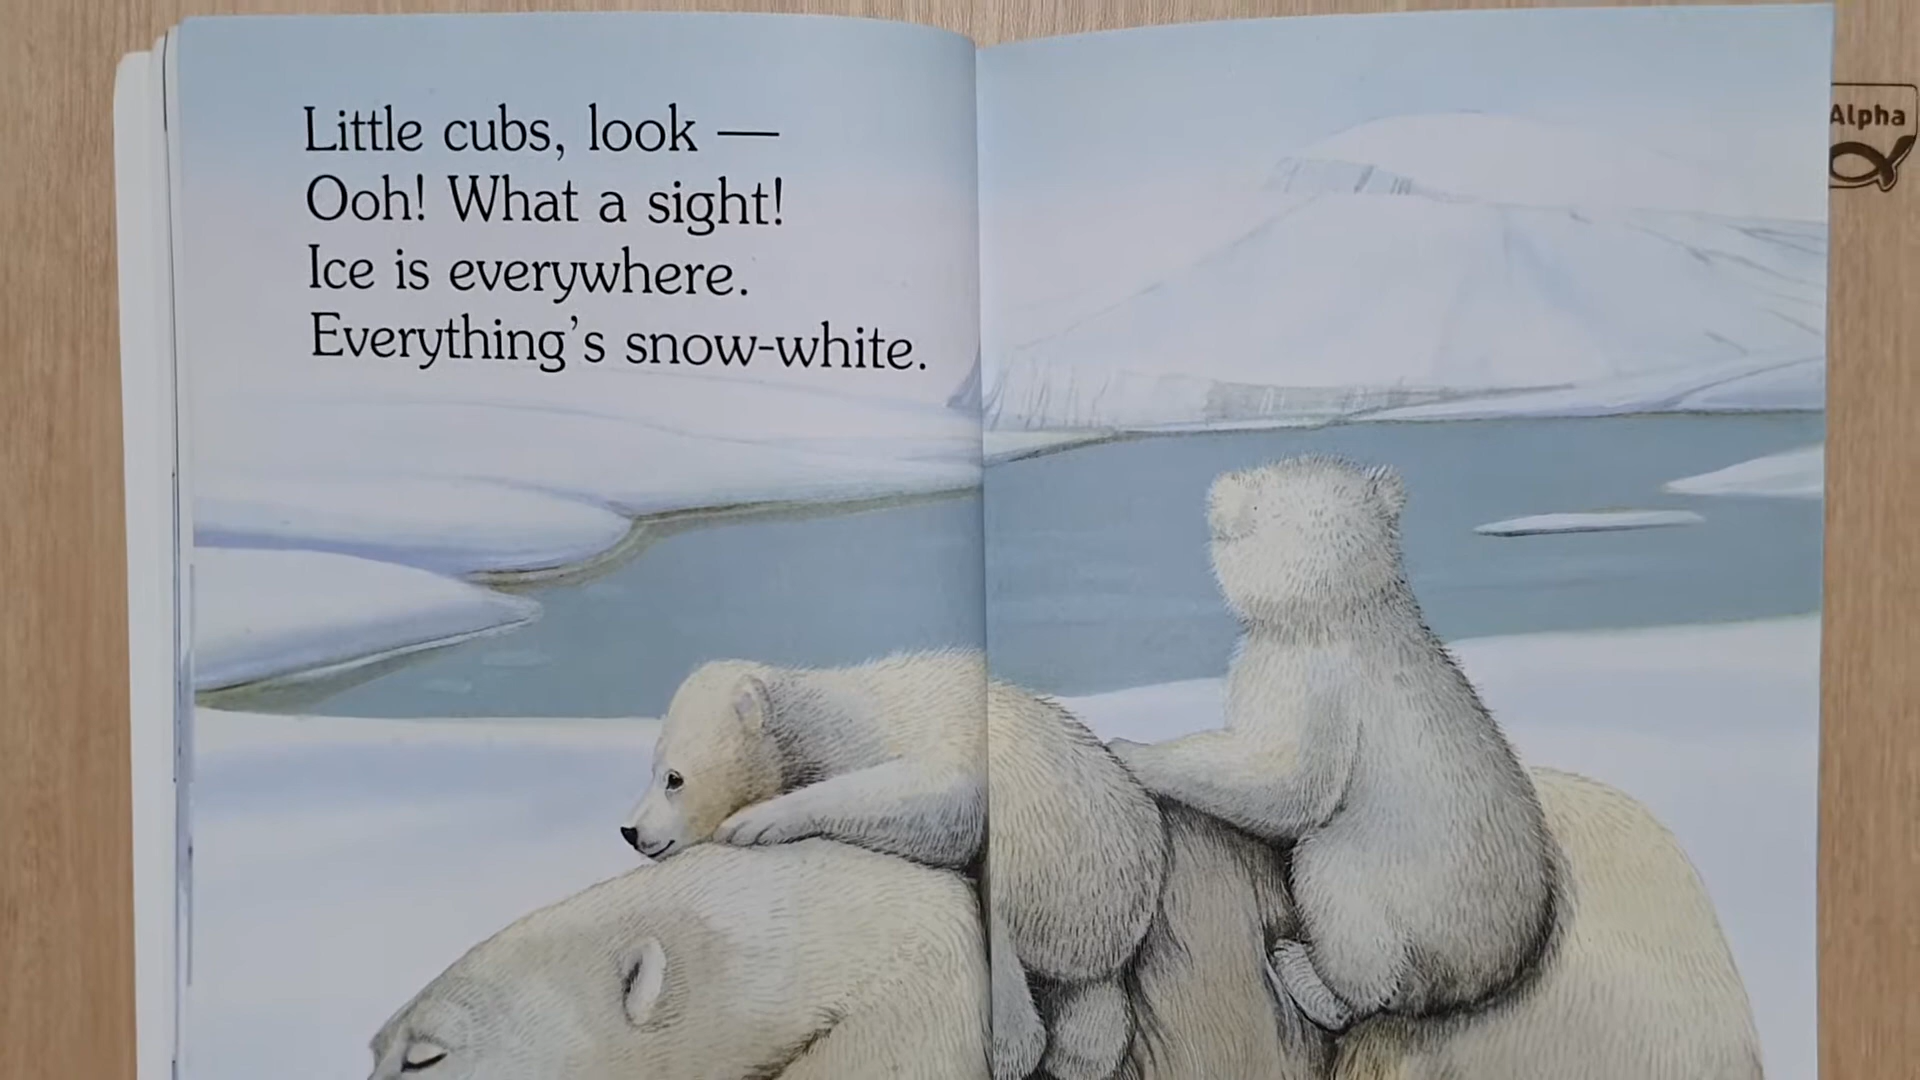 Little cubs, look —
Ooh! What a sight!
Ice is everywhere.
Everything's snow-white.
Alpha